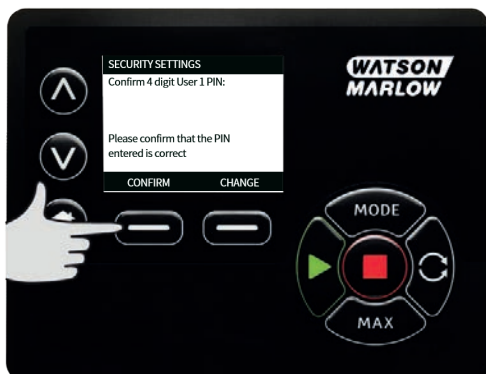 SECURITY SETTINGS
Confirm 4 digit User 1 PIN:
Please confirm that the PIN
entered is correct
CONFIRM CHANGE
WATSON
MARLOW
MODE
MAX